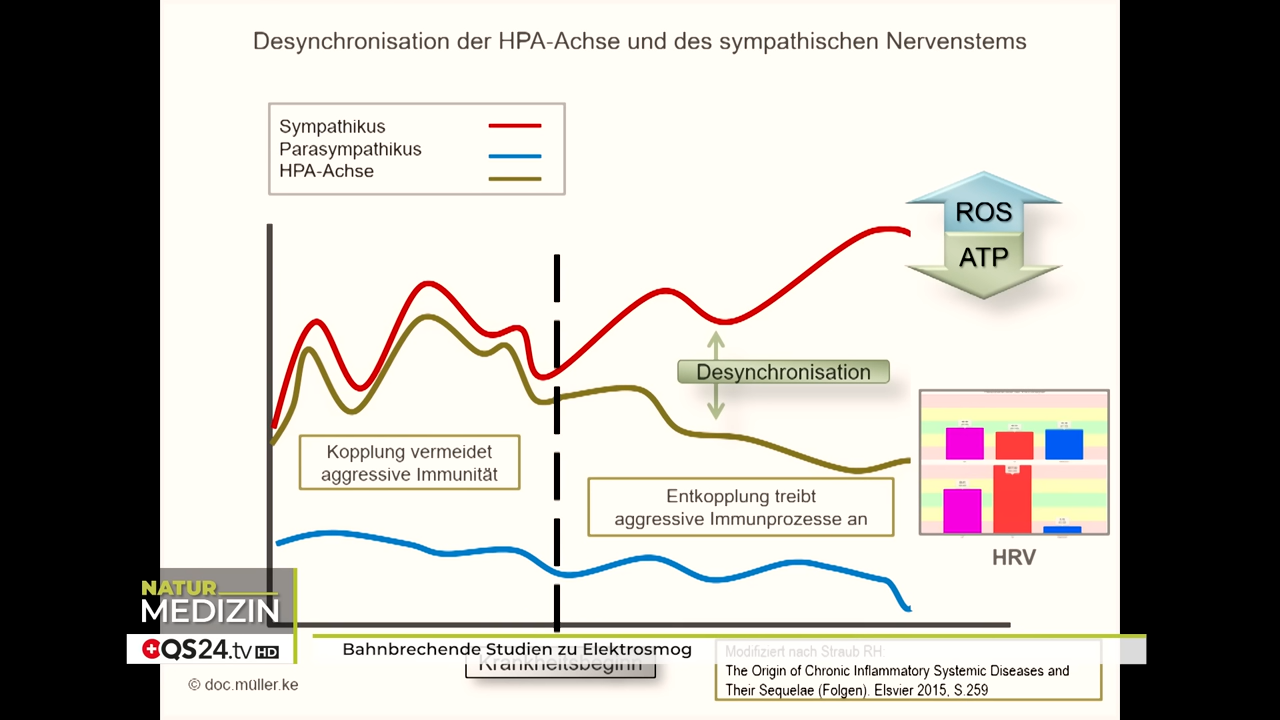 Desynchronisation der HPA-Achse und des sympathischen Nervenstems
Sympathikus
Parasympathikus
HPA-Achse
ROS
ATP
Desynchronisation
Kopplung vermeidet
aggressive Immunität
Entkopplung treibt
aggressive Immunprozesse an
HRV
NATUR
MEDIZIN
QS24.tv HD
Bahnbrechende Studien zu Elektrosmog
Krankheitsbeginn
Modifiziert nach Straub RH
The Origin of Chronic Inflammatory Systemic Diseases and
Their Sequelae (Folgen). Elsvier 2015, S.259
© doc.müller.ke